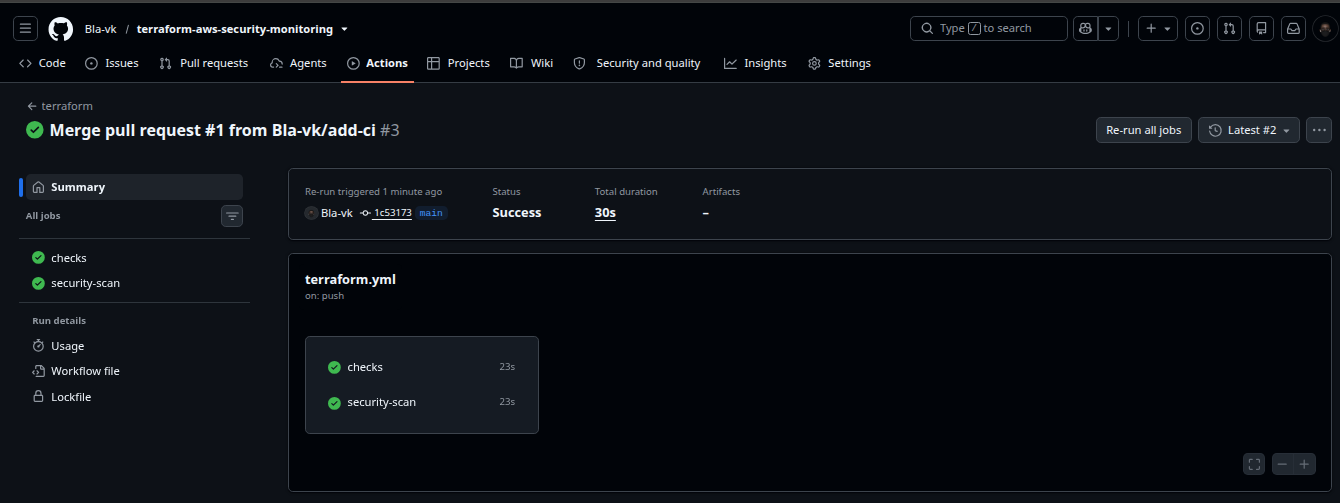 Bla-vk / terraform-aws-security-monitoring
Type / to search
Code Issues Pull requests Agents Actions Projects Wiki Security and quality Insights Settings
← terraform
Merge pull request #1 from Bla-vk/add-ci #3
Re-run all jobs
Latest #2
Summary
All jobs
checks
security-scan
Run details
Usage
Workflow file
Lockfile
Re-run triggered 1 minute ago
Bla-vk 1c53173 main
Status
Success
Total duration
30s
Artifacts
–
terraform.yml
on: push
checks 23s
security-scan 23s